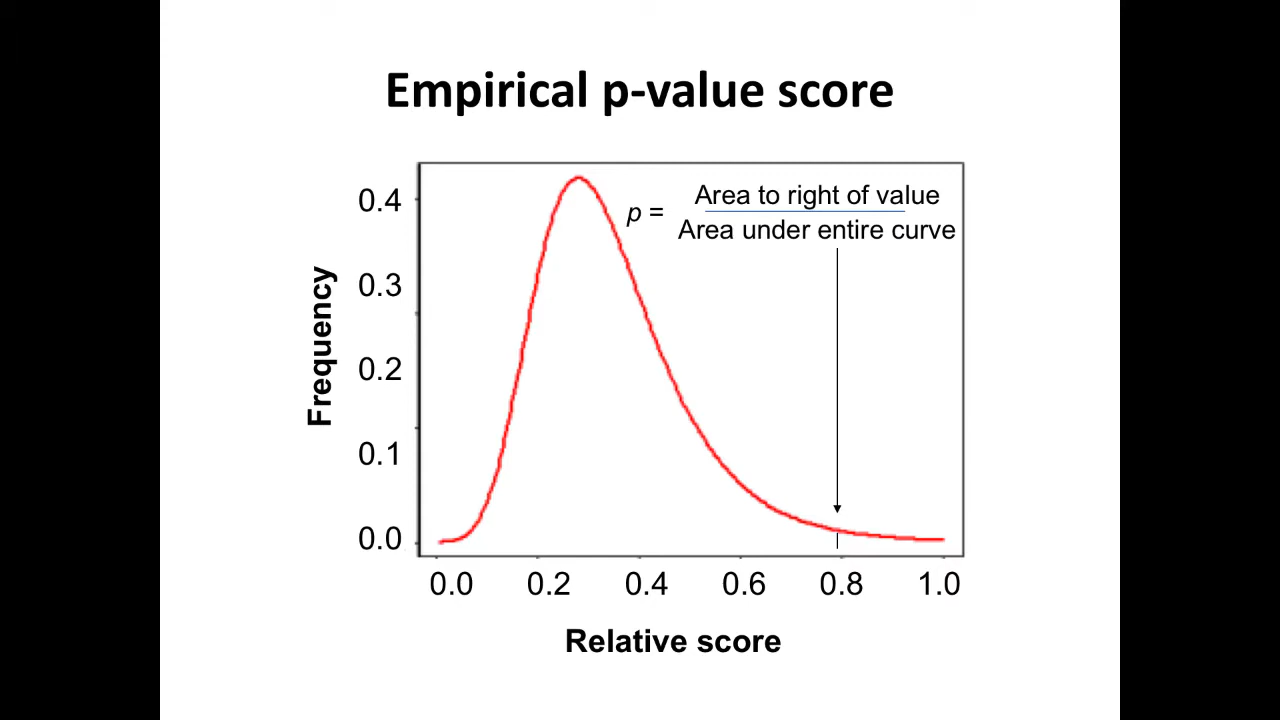 Empirical p-value score
p = Area to right of value
Area under entire curve
0.4
0.3
0.2
0.1
0.0
Frequency
0.0 0.2 0.4 0.6 0.8 1.0
Relative score